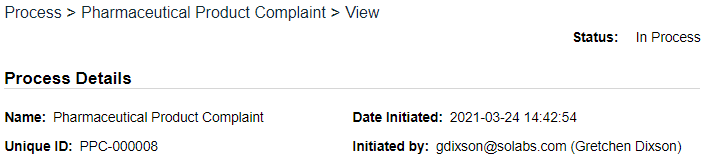 Process > Pharmaceutical Product Complaint > View
Status: In Process
Process Details
Name: Pharmaceutical Product Complaint Date Initiated: 2021-03-24 14:42:54
Unique ID: PPC-000008 Initiated by: gdixson@solabs.com (Gretchen Dixson)